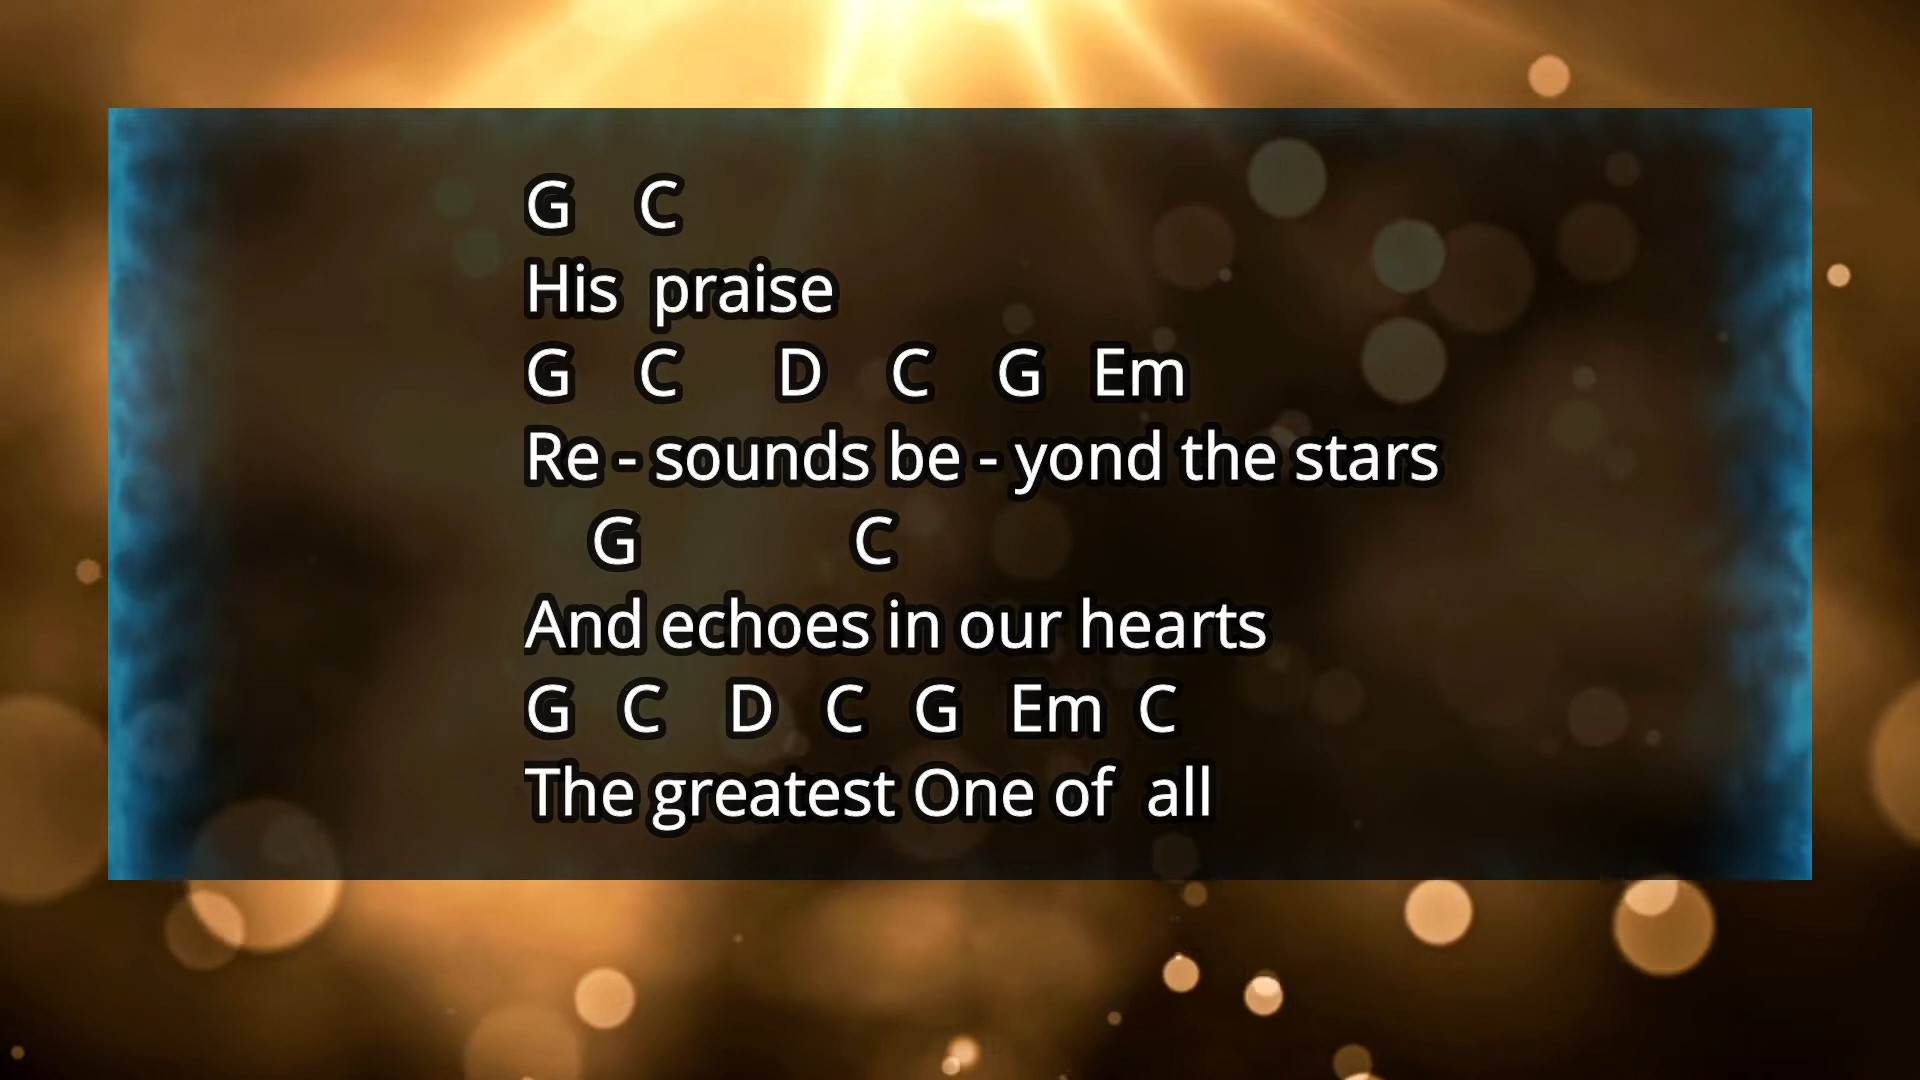 G C
His praise
G C D C G Em
Re - sounds be - yond the stars
G C
And echoes in our hearts
G C D C G Em C
The greatest One of all